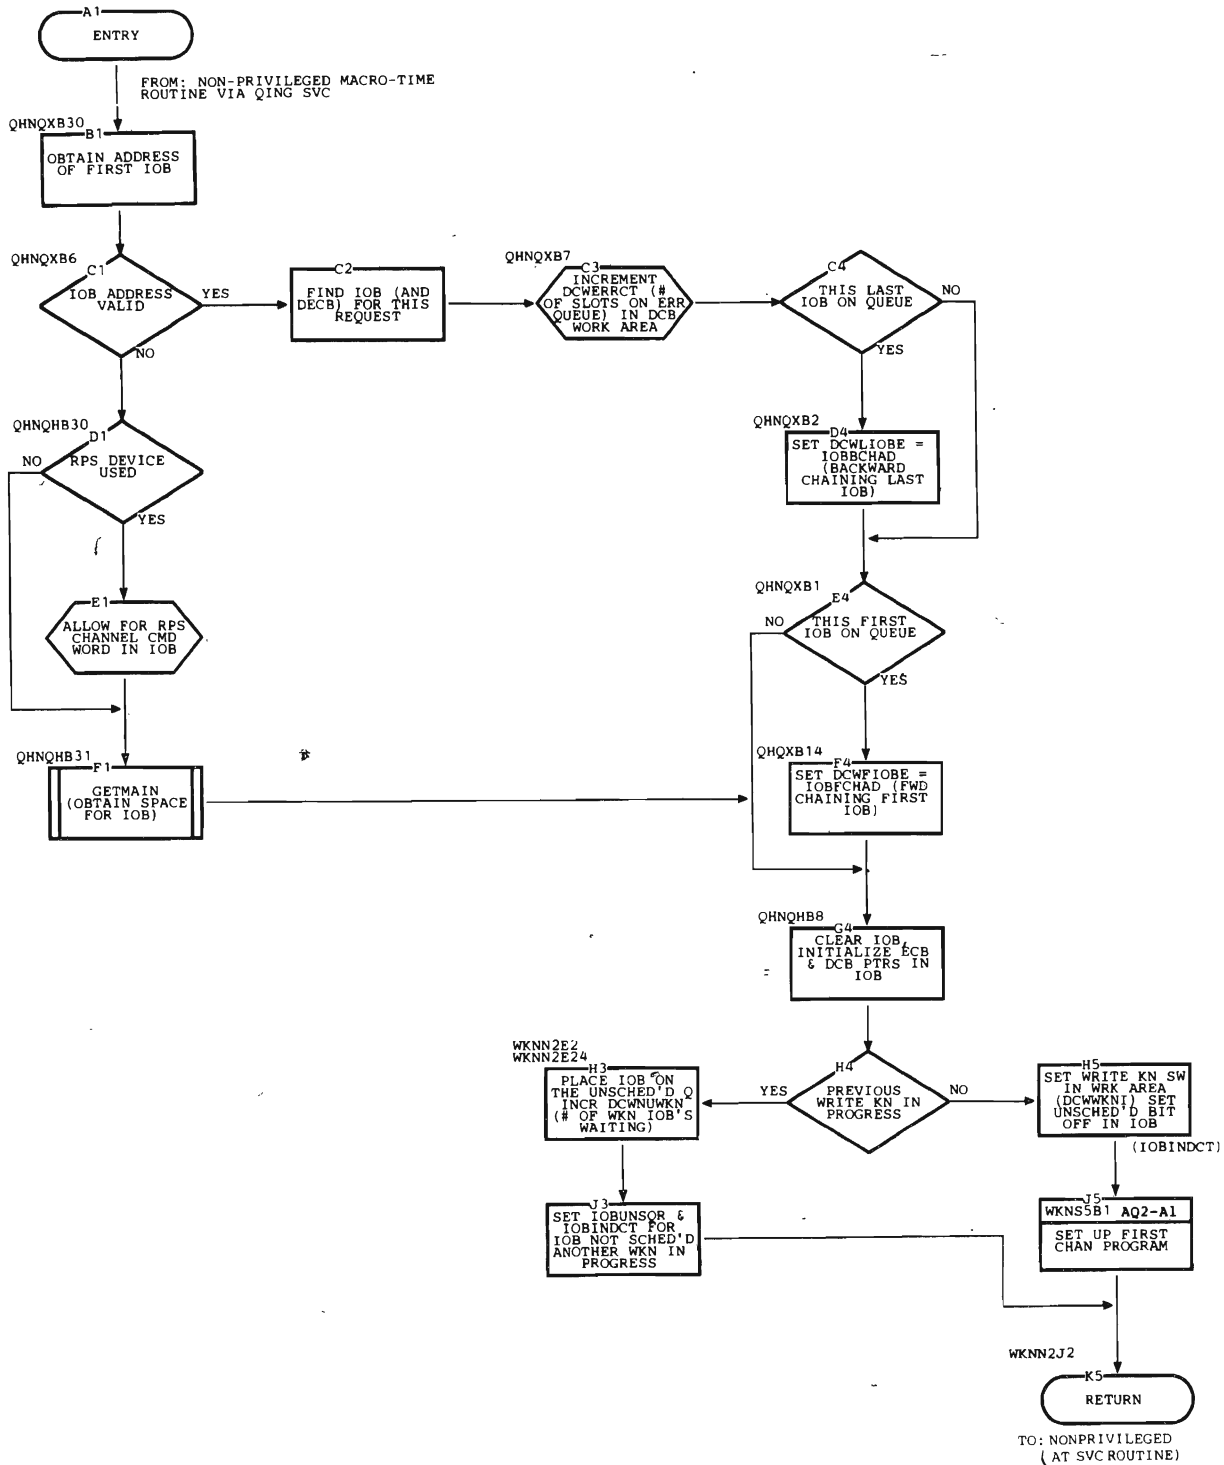 A1
ENTRY
FROM: NON-PRIVILEGED MACRO-TIME
ROUTINE VIA QING SVC
QHNQXB30
B1
OBTAIN ADDRESS
OF FIRST IOB
QHNQXB6
C1
IOB ADDRESS
VALID
YES
NO
C2
FIND IOB (AND
DECB) FOR THIS
REQUEST
QHNQXB7
C3
INCREMENT
DCWERRCT (#
OF SLOTS ON ERR
QUEUE) IN DCB
WORK AREA
C4
THIS LAST
IOB ON QUEUE
NO
YES
QHNQHB30
D1
RPS DEVICE
USED
NO
YES
QHNQXB2
D4
SET DCWLIOBE =
IOBBCHAD
(BACKWARD
CHAINING LAST
IOB)
E1
ALLOW FOR RPS
CHANNEL CMD
WORD IN IOB
QHNQXB1
E4
THIS FIRST
IOB ON QUEUE
NO
YES
QHNQHB31
F1
GETMAIN
(OBTAIN SPACE
FOR IOB)
QHQXB14
F4
SET DCWFIOBE =
IOBFCHAD (FWD
CHAINING FIRST
IOB)
QHNQHB8
G4
CLEAR IOB,
INITIALIZE ECB
& DCB PTRS IN
IOB
WKNN2E2
WKNN2E24
H3
PLACE IOB ON
THE UNSCHED'D Q
INCR DCWNUWKN
(# OF WKN IOB'S
WAITING)
H4
PREVIOUS
WRITE KN IN
PROGRESS
YES
NO
H5
SET WRITE KN SW
IN WRK AREA
(DCWWKNI) SET
UNSCHED'D BIT
OFF IN IOB
(IOBINDCT)
J3
SET IOBUNSQR &
IOBINDCT FOR
IOB NOT SCHED'D
ANOTHER WKN IN
PROGRESS
J5
WKNS5B1 AQ2-A1
SET UP FIRST
CHAN PROGRAM
WKNN2J2
K5
RETURN
TO: NONPRIVILEGED
(AT SVC ROUTINE)